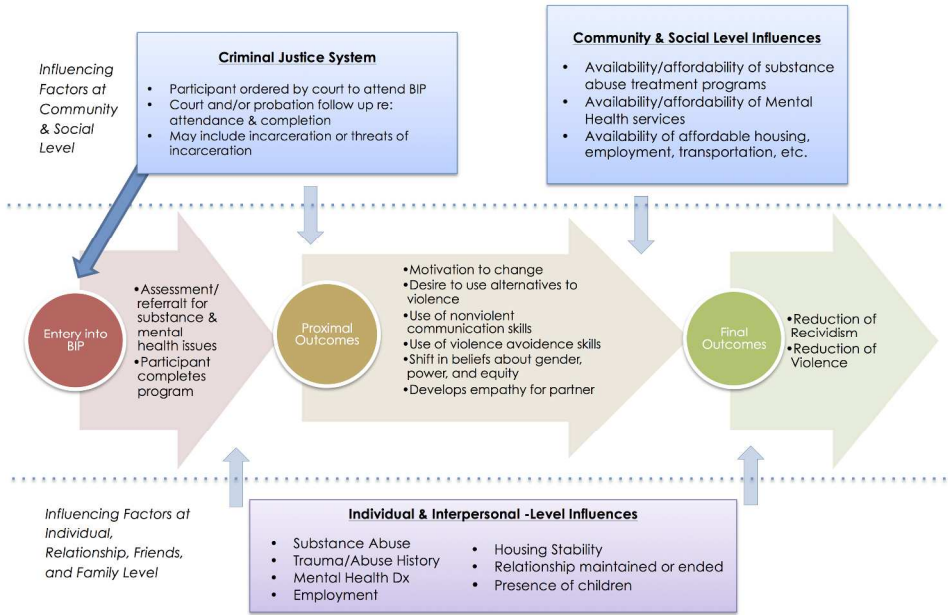 Influencing
Factors at
Community
& Social
Level
Criminal Justice System
• Participant ordered by court to attend BIP
• Court and/or probation follow up re:
attendance & completion
• May include incarceration or threats of
incarceration
Community & Social Level Influences
• Availability/affordability of substance
abuse treatment programs
• Availability/affordability of Mental
Health services
• Availability of affordable housing,
employment, transportation, etc.
Entery into
BIP
•Assessment/
referralt for
substance &
mental
health issues
•Participant
completes
program
Proximal
Outcomes
•Motivation to change
•Desire to use alternatives to
violence
•Use of nonviolent
communication skills
•Use of violence avoidence skills
•Shift in beliefs about gender,
power, and equity
•Develops empathy for partner
Final
Outcomes
•Reduction of
Recividism
•Reduction of
Violence
Influencing Factors at
Individual,
Relationship, Friends,
and Family Level
Individual & Interpersonal -Level Influences
• Substance Abuse
• Trauma/Abuse History
• Mental Health Dx
• Employment
• Housing Stability
• Relationship maintained or ended
• Presence of children